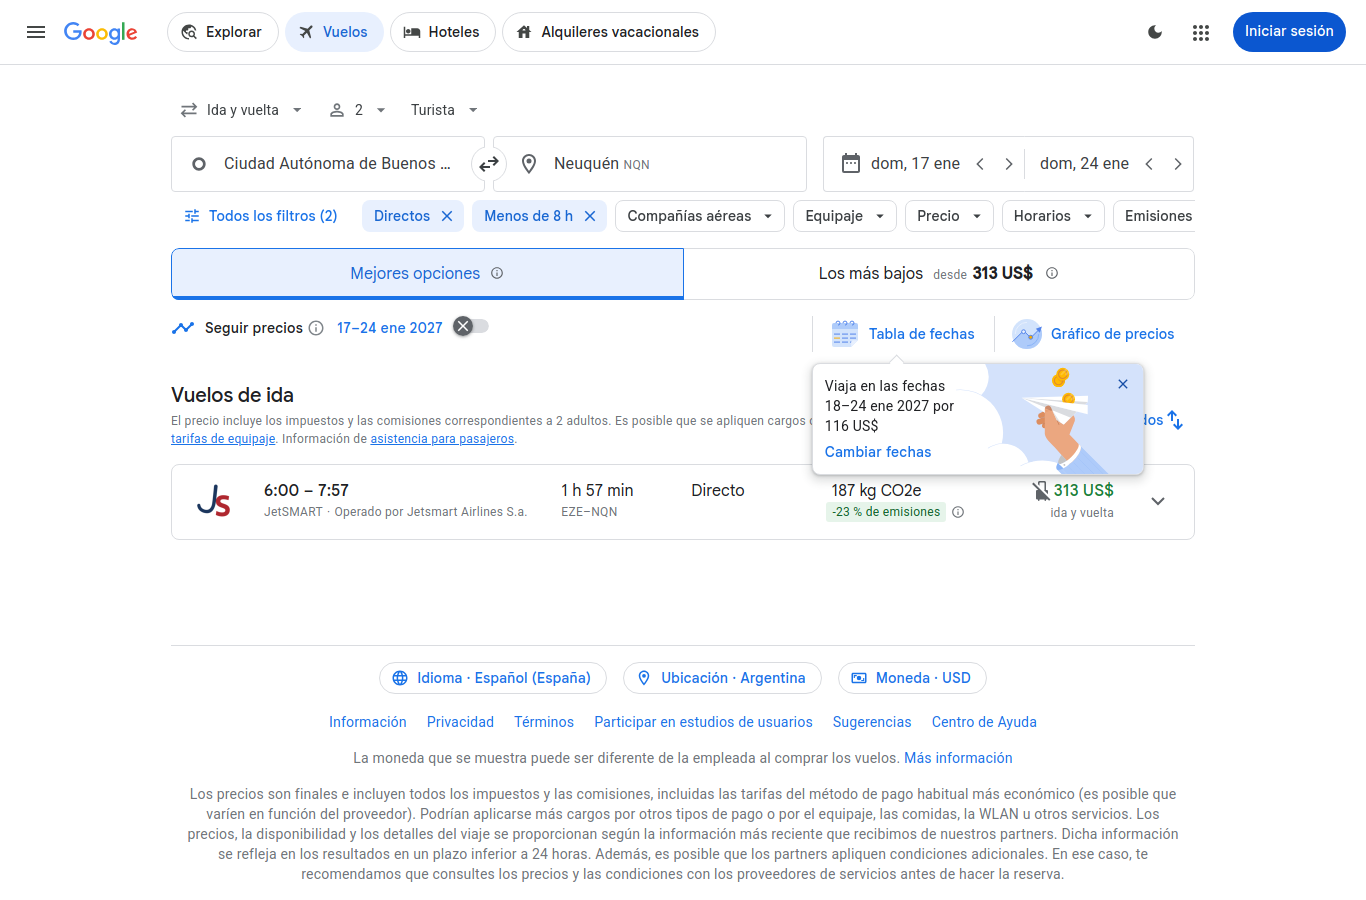 Google
Explorar
Vuelos
Hoteles
Alquileres vacacionales
Iniciar sesión
Ida y vuelta
2
Turista
Ciudad Autónoma de Buenos ...
Neuquén NQN
dom, 17 ene
dom, 24 ene
Todos los filtros (2)
Directos
Menos de 8 h
Compañías aéreas
Equipaje
Precio
Horarios
Emisiones
Mejores opciones
Los más bajos desde 313 US$
Seguir precios
17–24 ene 2027
Tabla de fechas
Gráfico de precios
Viaja en las fechas
18–24 ene 2027 por
116 US$
Cambiar fechas
Vuelos de ida
El precio incluye los impuestos y las comisiones correspondientes a 2 adultos. Es posible que se apliquen cargos
tarifas de equipaje. Información de asistencia para pasajeros.
6:00 – 7:57
JetSMART · Operado por Jetsmart Airlines S.a.
1 h 57 min
EZE–NQN
Directo
187 kg CO2e
-23 % de emisiones
313 US$
ida y vuelta
Idioma · Español (España)
Ubicación · Argentina
Moneda · USD
Información
Privacidad
Términos
Participar en estudios de usuarios
Sugerencias
Centro de Ayuda
La moneda que se muestra puede ser diferente de la empleada al comprar los vuelos. Más información
Los precios son finales e incluyen todos los impuestos y las comisiones, incluidas las tarifas del método de pago habitual más económico (es posible que
varíen en función del proveedor). Podrían aplicarse más cargos por otros tipos de pago o por el equipaje, las comidas, la WLAN u otros servicios. Los
precios, la disponibilidad y los detalles del viaje se proporcionan según la información más reciente que recibimos de nuestros partners. Dicha información
se refleja en los resultados en un plazo inferior a 24 horas. Además, es posible que los partners apliquen condiciones adicionales. En ese caso, te
recomendamos que consultes los precios y las condiciones con los proveedores de servicios antes de hacer la reserva.